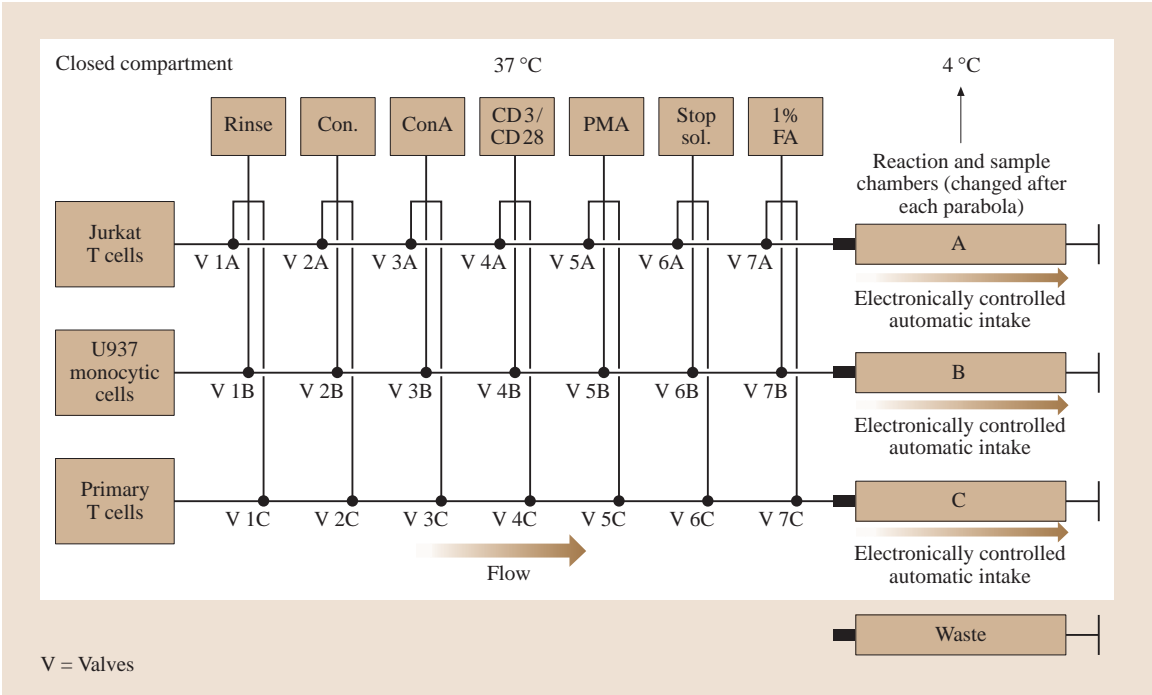 Closed compartment
37 °C
4 °C
Rinse
Con.
ConA
CD3/
CD28
PMA
Stop
sol.
1%
FA
Reaction and sample
chambers (changed after
each parabola)
Jurkat
T cells
V 1A
V 2A
V 3A
V 4A
V 5A
V 6A
V 7A
A
Electronically controlled
automatic intake
U937
monocytic
cells
V 1B
V 2B
V 3B
V 4B
V 5B
V 6B
V 7B
B
Electronically controlled
automatic intake
Primary
T cells
V 1C
V 2C
V 3C
V 4C
V 5C
V 6C
V 7C
C
Electronically controlled
automatic intake
Flow
Waste
V = Valves